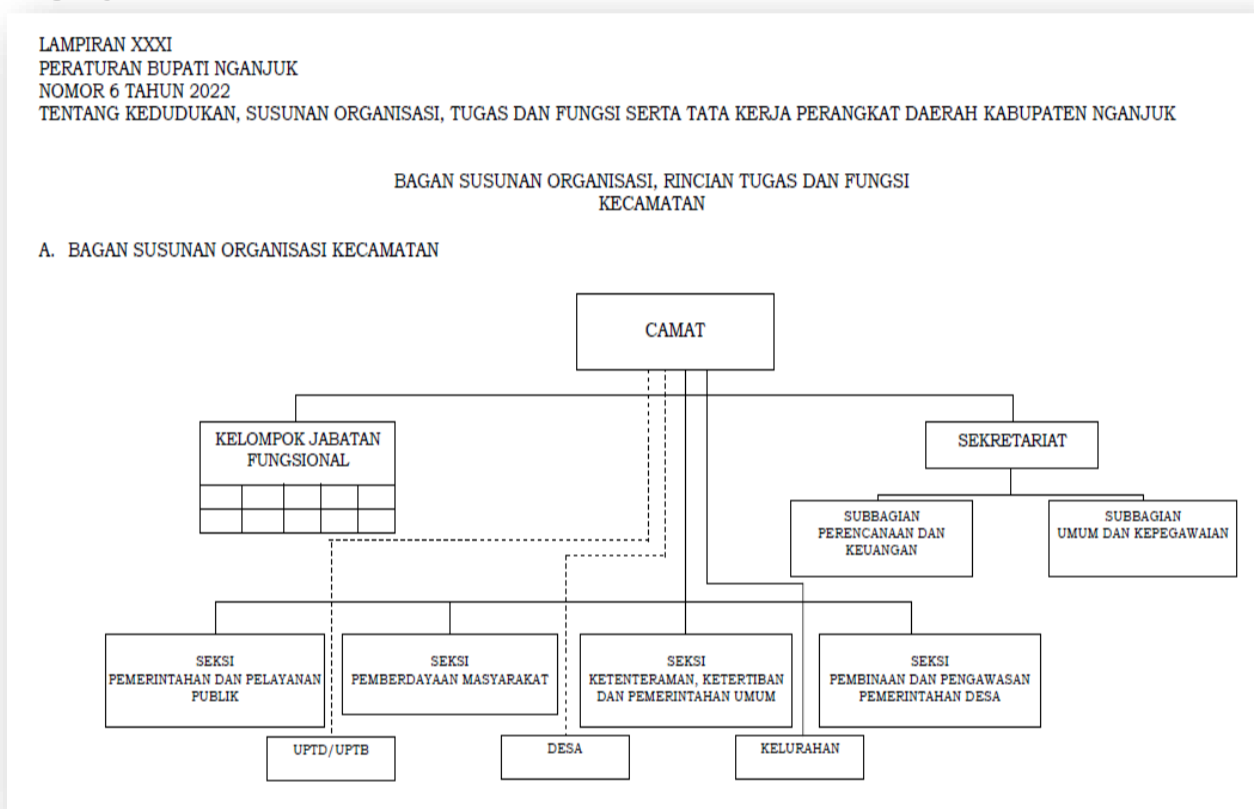 LAMPIRAN XXXI
PERATURAN BUPATI NGANJUK
NOMOR 6 TAHUN 2022
TENTANG KEDUDUKAN, SUSUNAN ORGANISASI, TUGAS DAN FUNGSI SERTA TATA KERJA PERANGKAT DAERAH KABUPATEN NGANJUK
BAGAN SUSUNAN ORGANISASI, RINCIAN TUGAS DAN FUNGSI
KECAMATAN
A. BAGAN SUSUNAN ORGANISASI KECAMATAN
CAMAT
KELOMPOK JABATAN
FUNGSIONAL
SEKRETARIAT
SUBBAGIAN
PERENCANAAN DAN
KEUANGAN
SUBBAGIAN
UMUM DAN KEPEGAWAIAN
SEKSI
PEMERINTAHAN DAN PELAYANAN
PUBLIK
SEKSI
PEMBERDAYAAN MASYARAKAT
SEKSI
KETENTERAMAN, KETERTIBAN
DAN PEMERINTAHAN UMUM
SEKSI
PEMBINAAN DAN PENGAWASAN
PEMERINTAHAN DESA
UPTD/UPTB
DESA
KELURAHAN